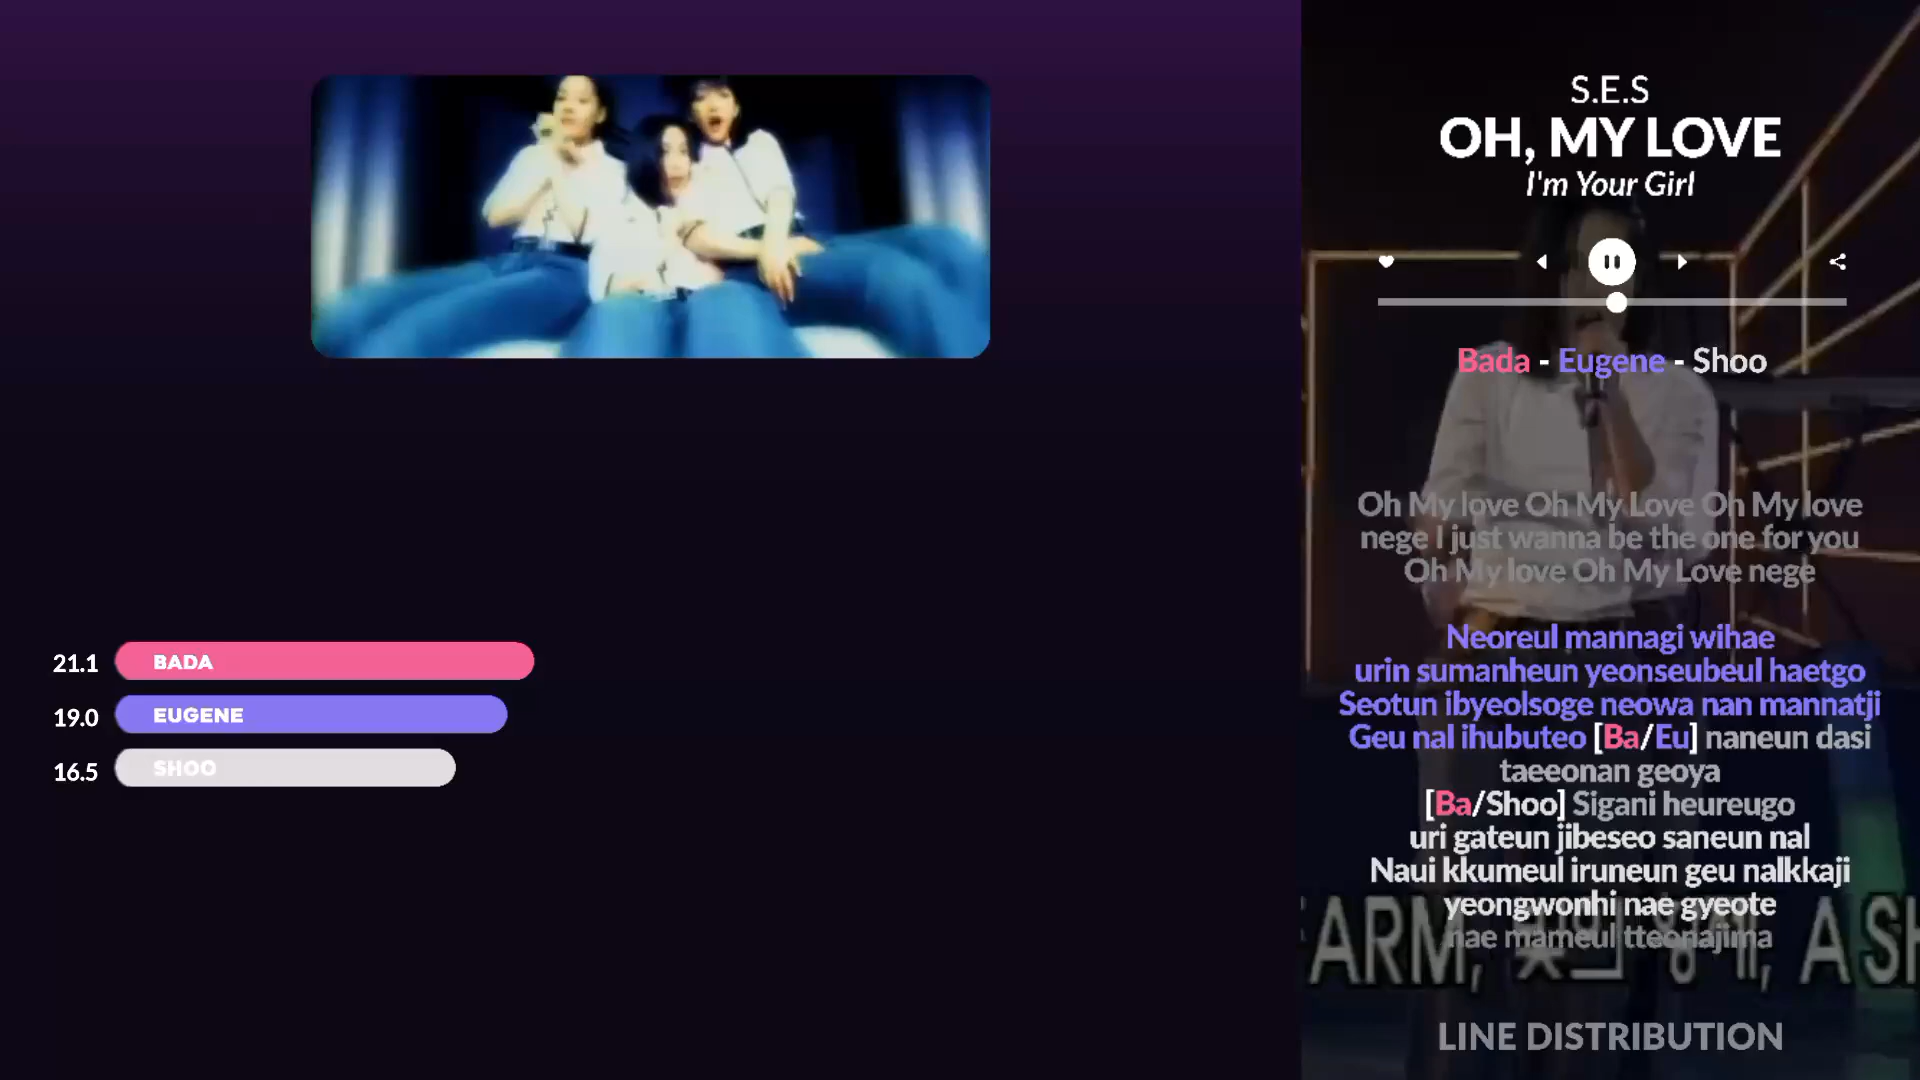 S.E.S
OH, MY LOVE
I'm Your Girl
Bada - Eugene - Shoo
Oh My love Oh My Love Oh My love
nege I just wanna be the one for you
Oh My love Oh My Love nege
Neoreul mannagi wihae
urin sumanheun yeonseubeul haetgo
Seotun ibyeolsoge neowa nan mannatji
Geu nal ihubuteo [Ba/Eu] naneun dasi
taeeonan geoya
[Ba/Shoo] Sigani heureugo
uri gateun jibeseo saneun nal
Naui kkumeul iruneun geu nalkkaji
yeongwonhi nae gyeote
nae mameul tteonajima
FARM,
A SH
LINE DISTRIBUTION
21.1 BADA
19.0 EUGENE
16.5 SHOO